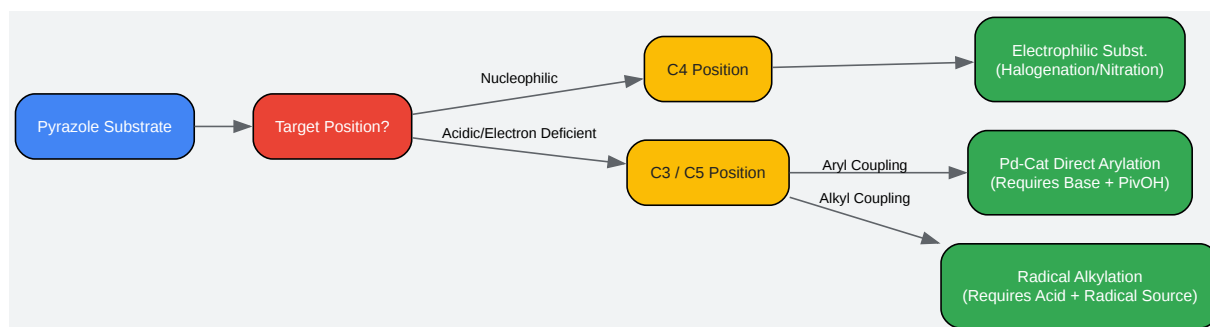 Pyrazole Substrate
Target Position?
Nucleophilic
C4 Position
Electrophilic Subst.
(Halogenation/Nitration)
Acidic/Electron Deficient
C3 / C5 Position
Aryl Coupling
Pd-Cat Direct Arylation
(Requires Base + PivOH)
Alkyl Coupling
Radical Alkylation
(Requires Acid + Radical Source)